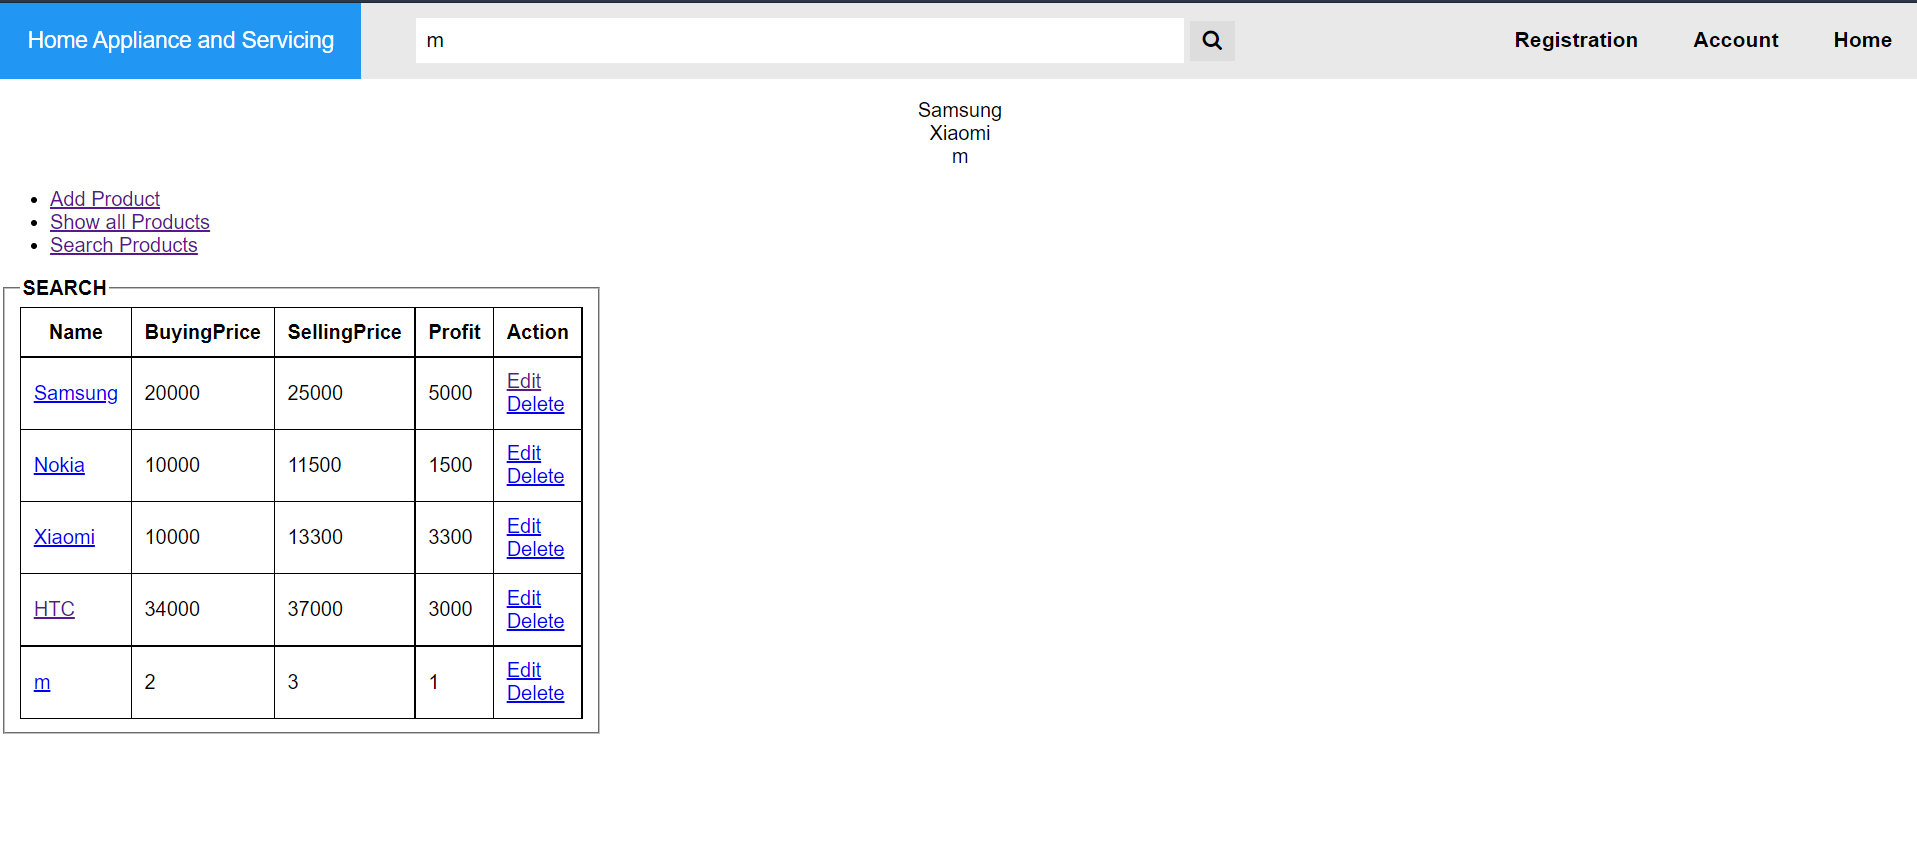 Home Appliance and Servicing
m
Registration Account Home
Samsung
Xiaomi
m
Add Product
Show all Products
Search Products
SEARCH
Name BuyingPrice SellingPrice Profit Action
Samsung 20000 25000 5000 Edit
Delete
Nokia 10000 11500 1500 Edit
Delete
Xiaomi 10000 13300 3300 Edit
Delete
HTC 34000 37000 3000 Edit
Delete
m 2 3 1 Edit
Delete